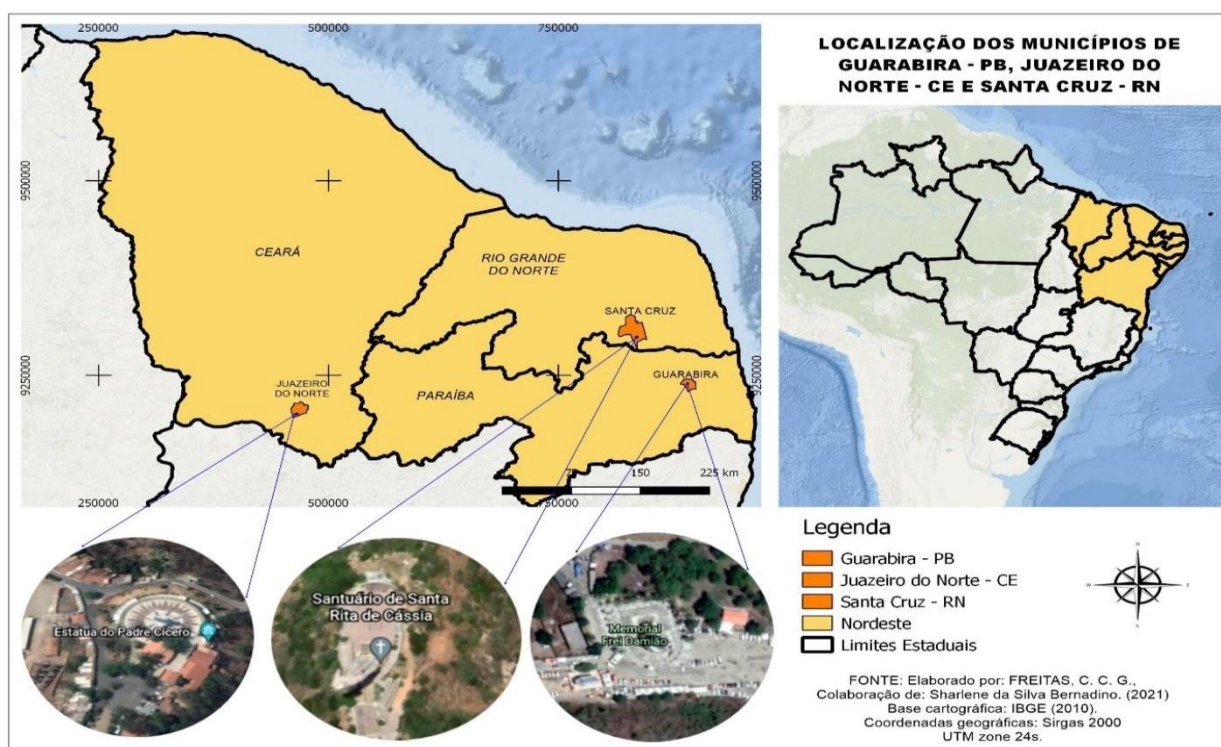 250000
500000
750000
9500000
9500000
CEARÁ
RIO GRANDE
DO NORTE
SANTA CRUZ
9250000
9250000
JUAZEIRO
DO NORTE
PARAÍBA
GUARABIRA
75
150
225 km
250000
500000
750000
Estatua do Padre Cícero
Santuário de Santa
Rita de Cássia
Memorial
Frei Damião
LOCALIZAÇÃO DOS MUNICÍPIOS DE
GUARABIRA - PB, JUAZEIRO DO
NORTE - CE E SANTA CRUZ - RN
Legenda
Guarabira - PB
Juazeiro do Norte - CE
Santa Cruz - RN
Nordeste
Limites Estaduais
N
W
E
S
FONTE: Elaborado por: FREITAS, C. C. G.,
Colaboração de: Sharlene da Silva Bernadino. (2021)
Base cartográfica: IBGE (2010).
Coordenadas geográficas: Sirgas 2000
UTM zone 24s.